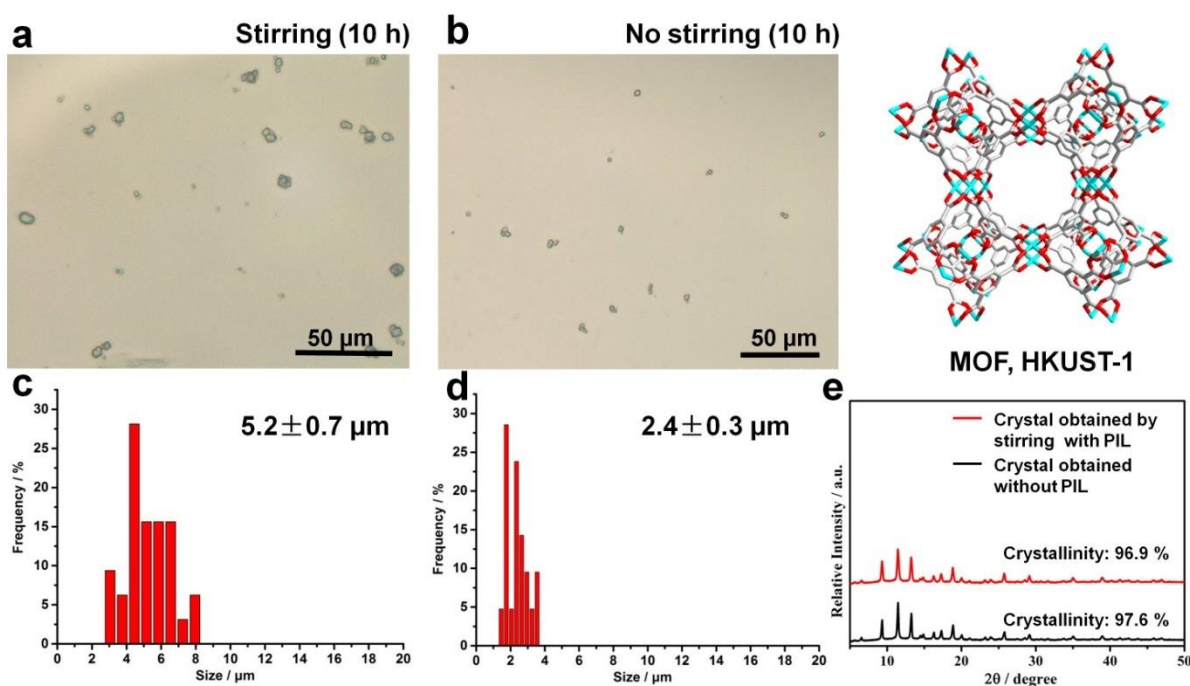 a
Stirring (10 h)
50 µm
b
No stirring (10 h)
50 µm
MOF, HKUST-1
c
5.2±0.7 µm
Frequency / %
30
25
20
15
10
5
0
0 2 4 6 8 10 12 14 16 18 20
Size / µm
d
2.4±0.3 µm
Frequency / %
30
25
20
15
10
5
0
0 2 4 6 8 10 12 14 16 18 20
Size / µm
e
Crystal obtained by
stirring with PIL
Crystal obtained
without PIL
Crystallinity: 96.9 %
Crystallinity: 97.6 %
Relative Intensity / a.u.
10 20 30 40 50
2θ / degree